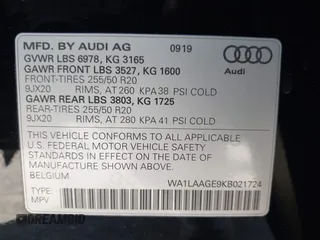 MFD. BY AUDI AG 0919
GVWR LBS 6978, KG 3165
GAWR FRONT LBS 3527, KG 1600
FRONT-TIRES 255/50 R20
9JX20 RIMS, AT 260 KPA 38 PSI COLD
GAWR REAR LBS 3803, KG 1725
REAR-TIRES 255/50 R20
9JX20 RIMS, AT 280 KPA 41 PSI COLD
Audi
THIS VEHICLE CONFORMS TO ALL APPLICABLE
U.S. FEDERAL MOTOR VEHICLE SAFETY
STANDARDS IN EFFECT ON THE DATE OF
MANUFACTURE SHOWN ABOVE.
BELGIUM
TYPE: WA1LAAGE9KB021724
MPV